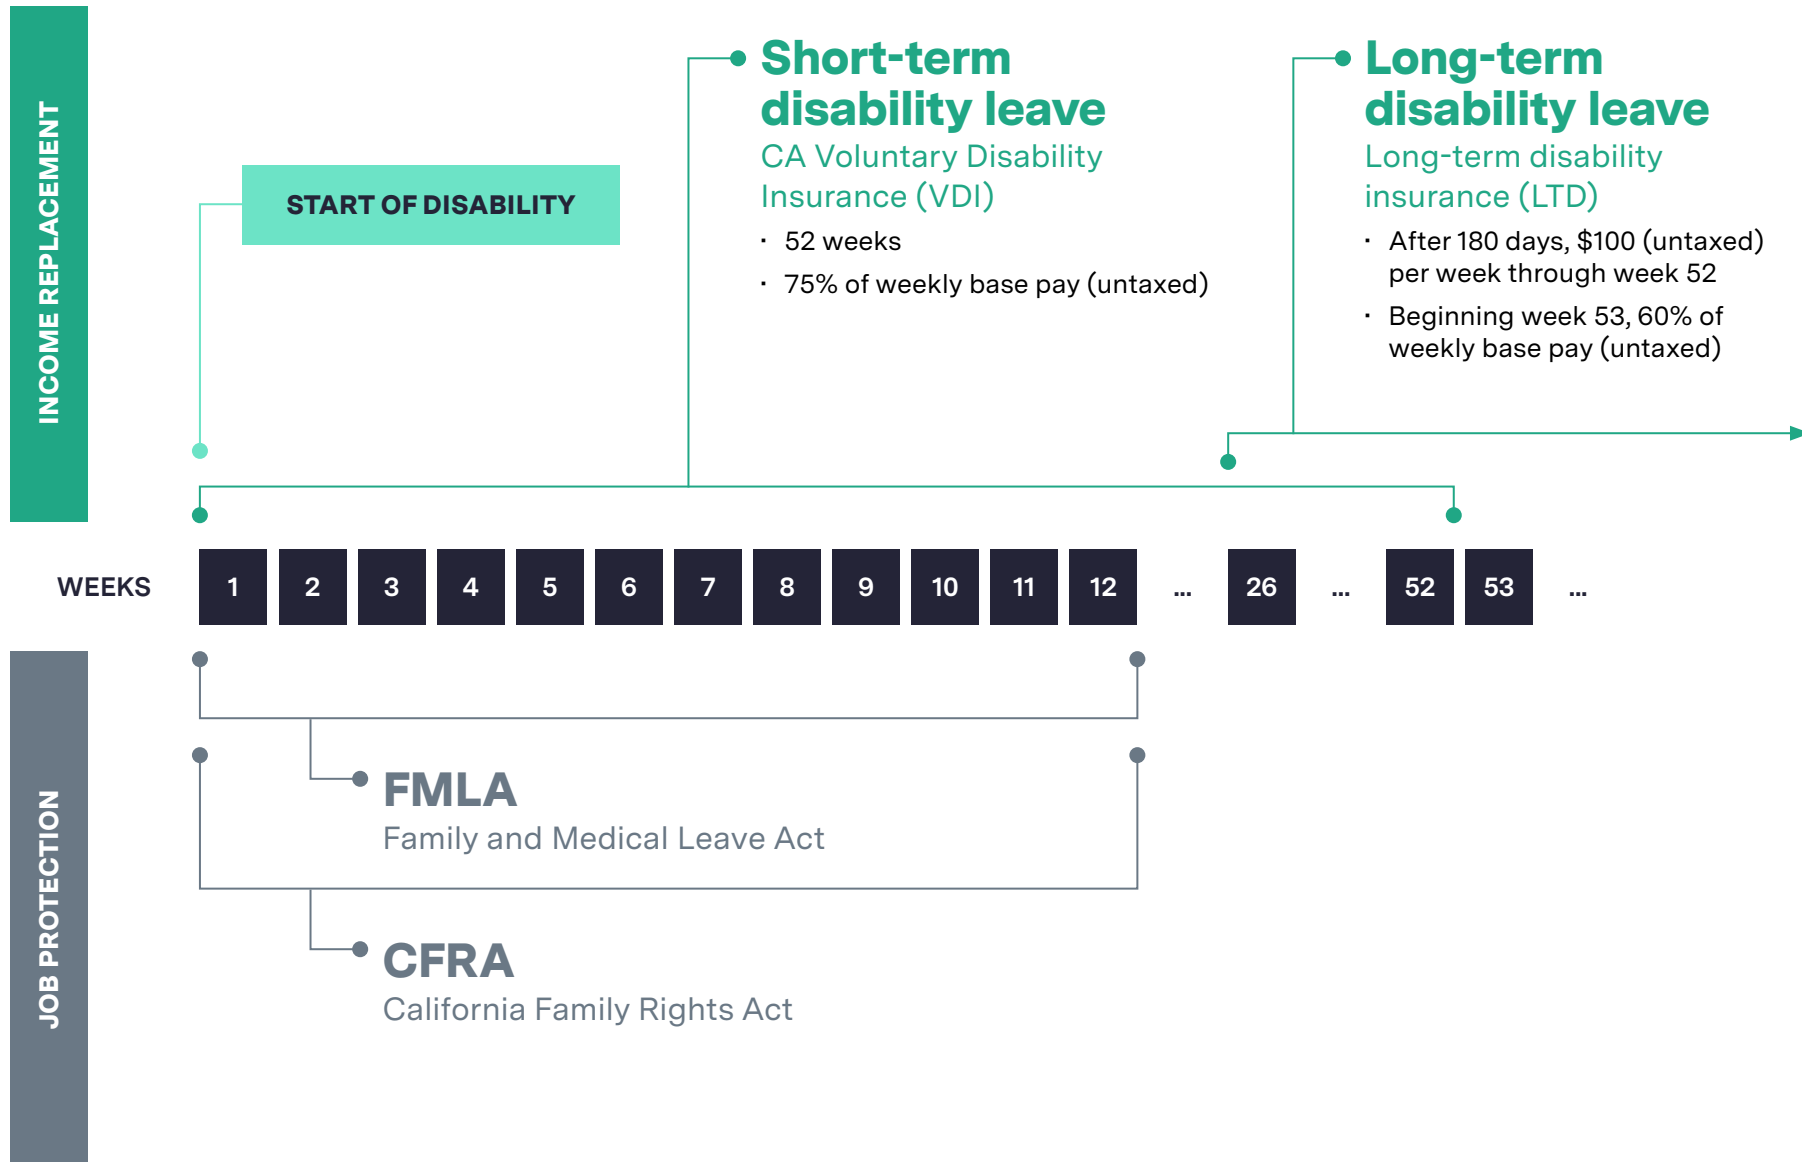 INCOME REPLACEMENT
START OF DISABILITY
Short-term
disability leave
CA Voluntary Disability
Insurance (VDI)
· 52 weeks
· 75% of weekly base pay (untaxed)
Long-term
disability leave
Long-term disability
insurance (LTD)
· After 180 days, $100 (untaxed)
per week through week 52
· Beginning week 53, 60% of
weekly base pay (untaxed)
WEEKS 1 2 3 4 5 6 7 8 9 10 11 12 ... 26 ... 52 53 ...
JOB PROTECTION
FMLA
Family and Medical Leave Act
CFRA
California Family Rights Act